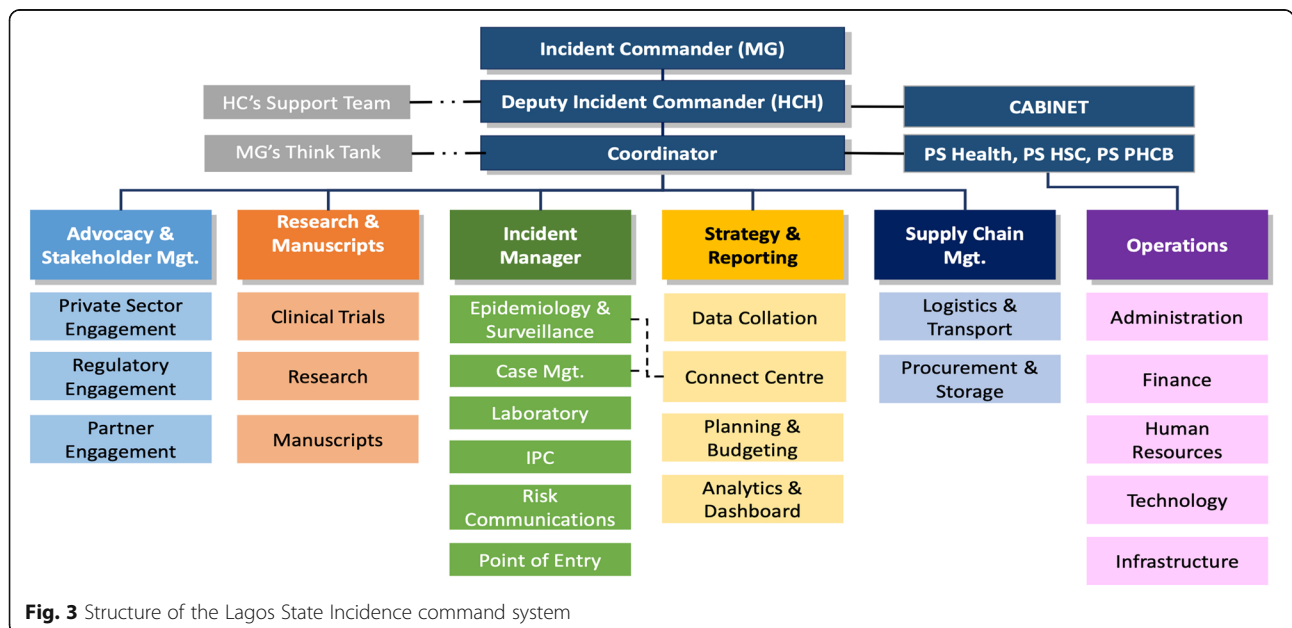 Incident Commander (MG)
HC's Support Team
Deputy Incident Commander (HCH)
CABINET
MG's Think Tank
Coordinator
PS Health, PS HSC, PS PHCB
Advocacy &
Stakeholder Mgt.
Research &
Manuscripts
Incident
Manager
Strategy &
Reporting
Supply Chain
Mgt.
Operations
Private Sector
Engagement
Regulatory
Engagement
Partner
Engagement
Clinical Trials
Research
Manuscripts
Epidemiology &
Surveillance
Case Mgt.
Laboratory
IPC
Risk
Communications
Point of Entry
Data Collation
Connect Centre
Planning &
Budgeting
Analytics &
Dashboard
Logistics &
Transport
Procurement &
Storage
Administration
Finance
Human
Resources
Technology
Infrastructure
Fig. 3 Structure of the Lagos State Incidence command system